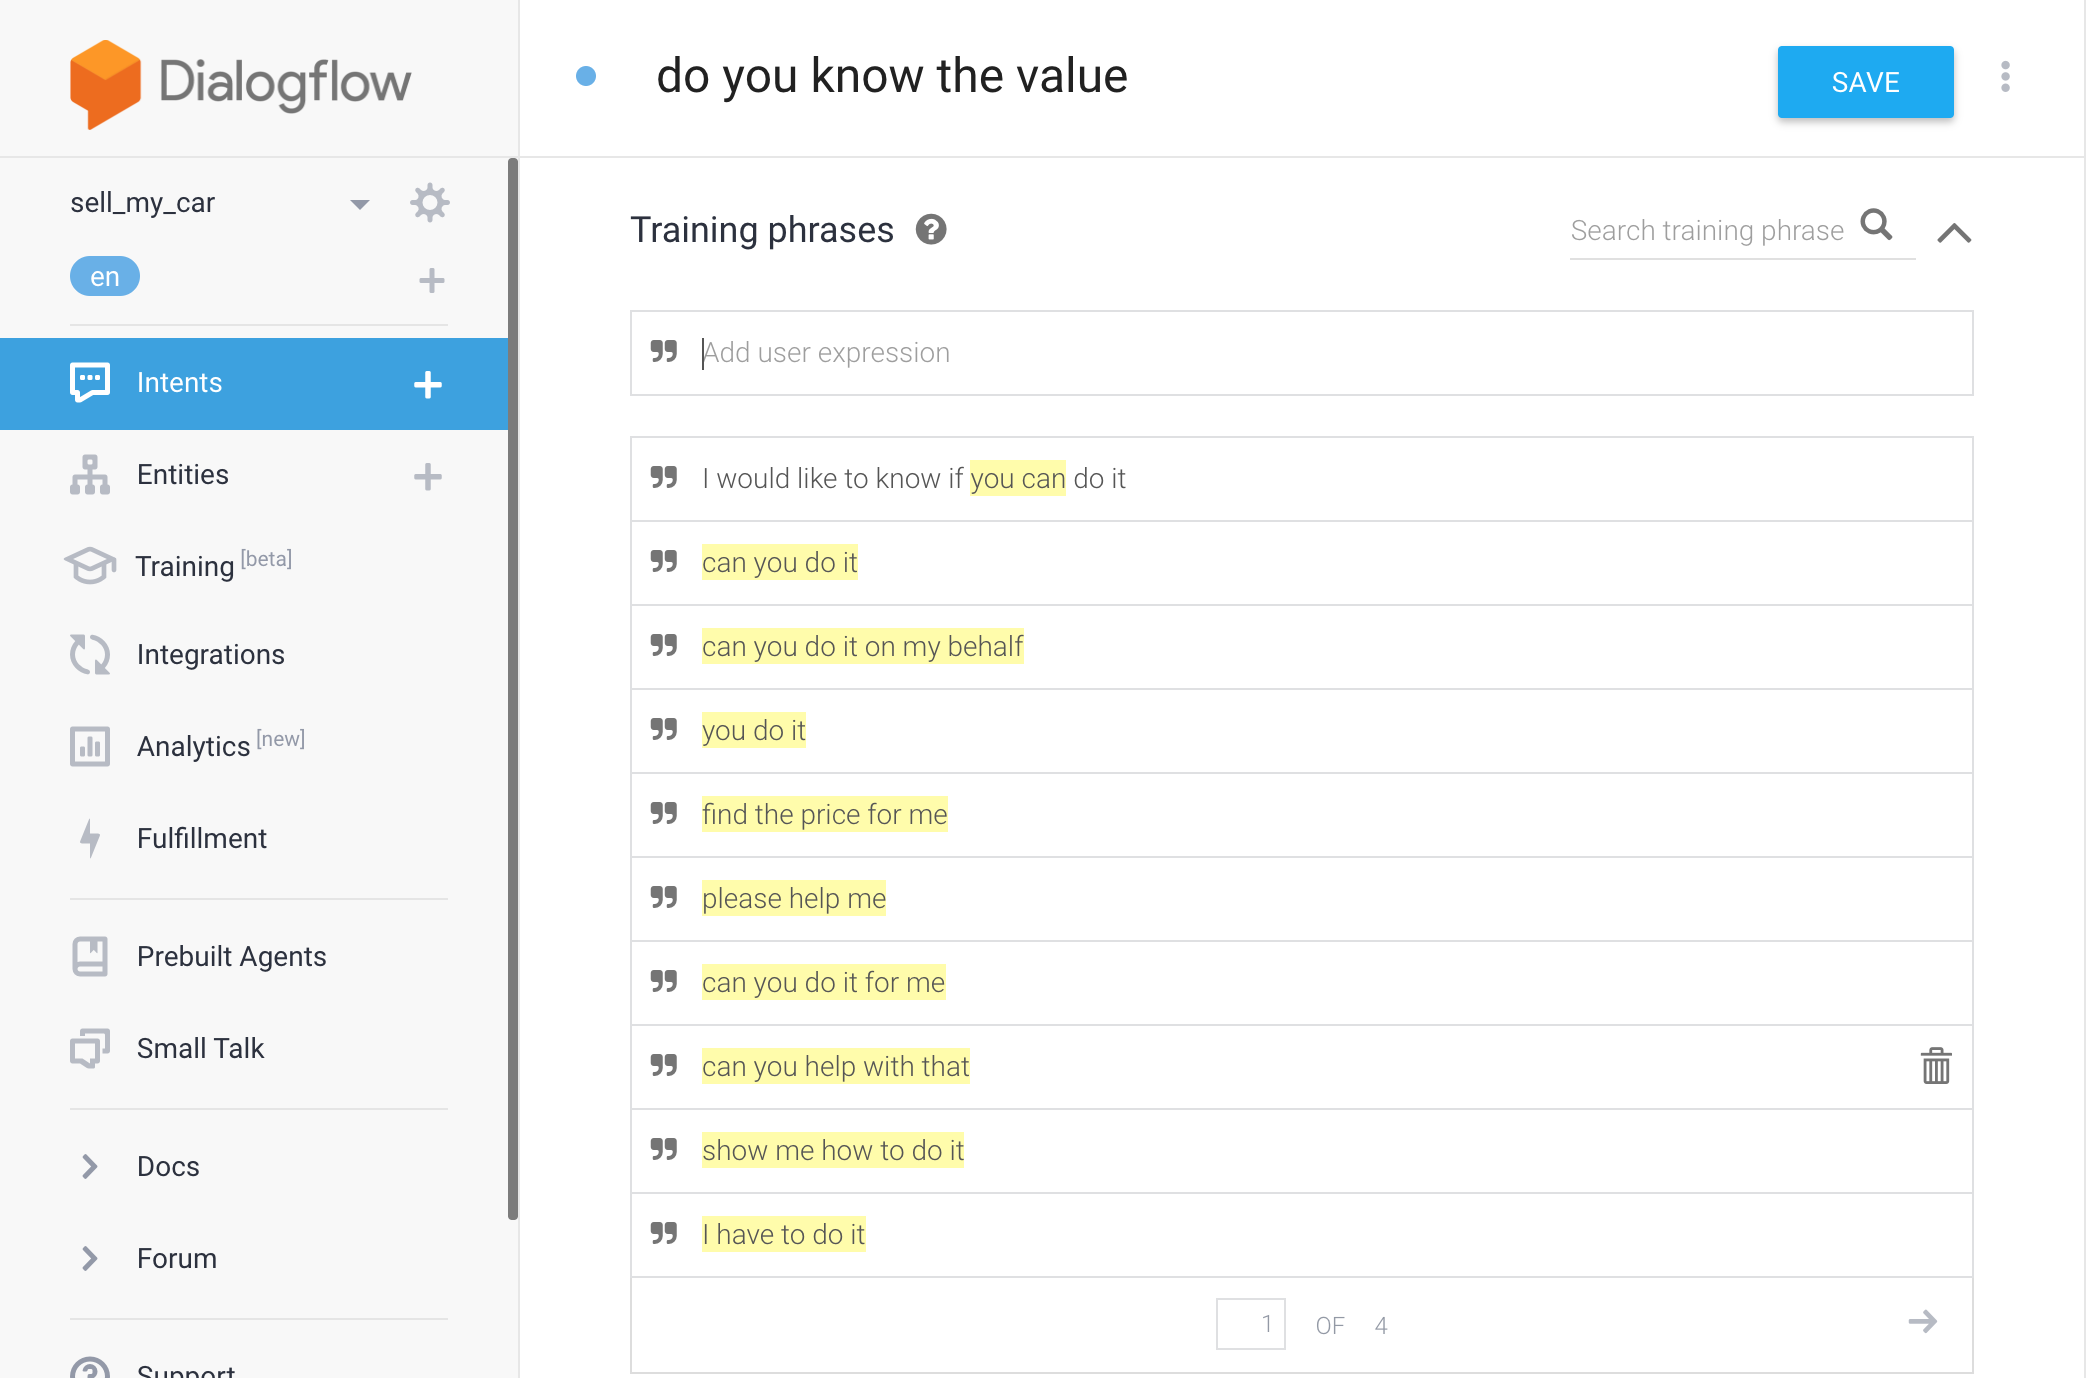 Dialogflow
do you know the value
SAVE
sell_my_car
en
Intents
Entities
Training [beta]
Integrations
Analytics [new]
Fulfillment
Prebuilt Agents
Small Talk
Docs
Forum
Support
Training phrases
Search training phrase
Add user expression
I would like to know if you can do it
can you do it
can you do it on my behalf
you do it
find the price for me
please help me
can you do it for me
can you help with that
show me how to do it
I have to do it
1 OF 4